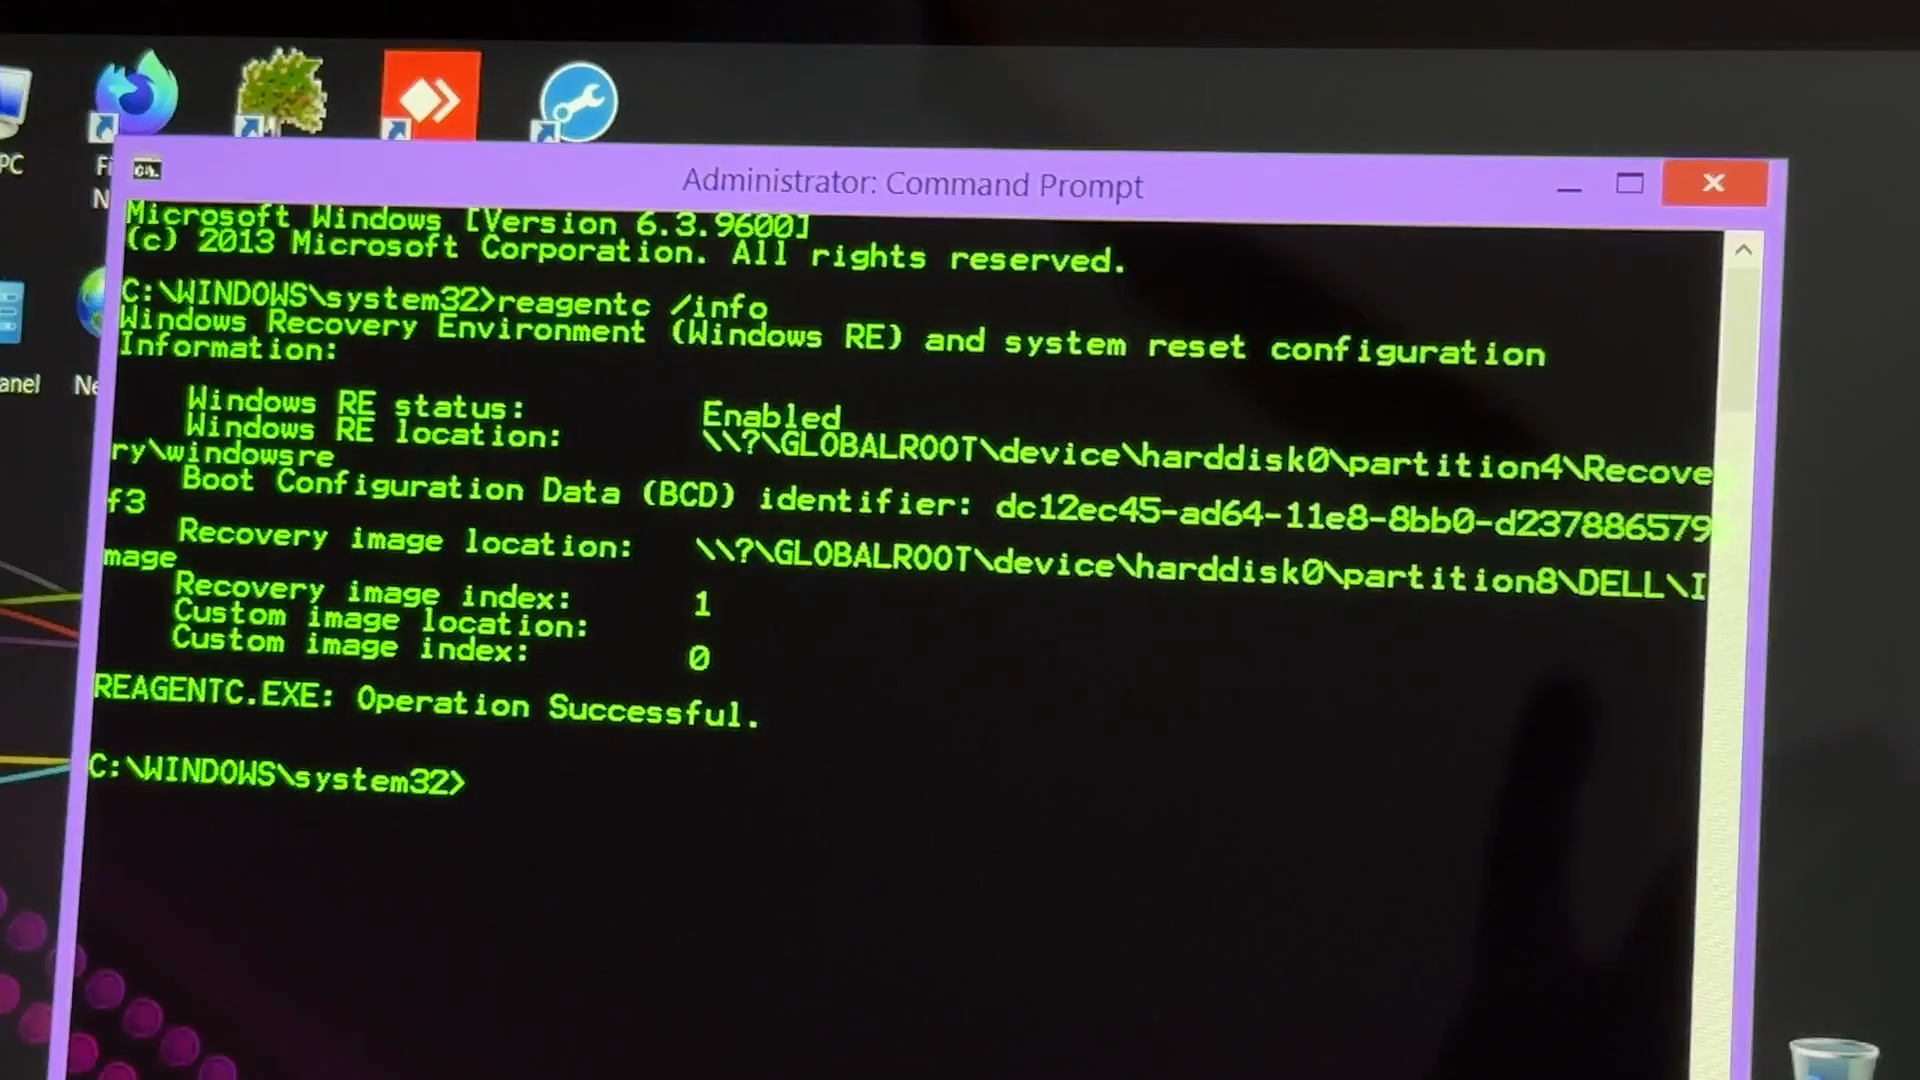 PC
Fi
N
anel
Ne
Administrator: Command Prompt
Microsoft Windows [Version 6.3.9600]
(c) 2013 Microsoft Corporation. All rights reserved.
C:\WINDOWS\system32>reagentc /info
Windows Recovery Environment (Windows RE) and system reset configuration
Information:
Windows RE status: Enabled
Windows RE location: \\?\GLOBALROOT\device\harddisk0\partition4\Recove
ry\windowsre
Boot Configuration Data (BCD) identifier: dc12ec45-ad64-11e8-8bb0-d237886579
f3
Recovery image location: \\?\GLOBALROOT\device\harddisk0\partition8\DELL\I
mage
Recovery image index: 1
Custom image location:
Custom image index: 0
REAGENTC.EXE: Operation Successful.
C:\WINDOWS\system32>